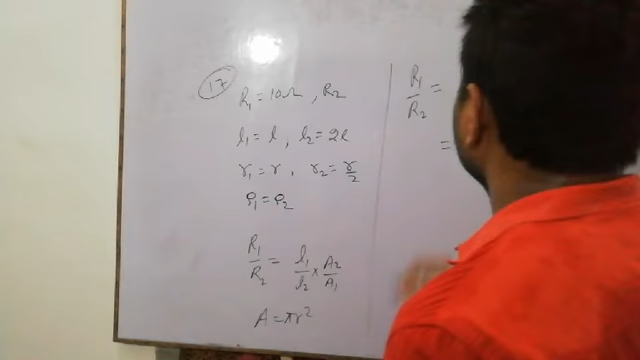 17
R₁ = 10Ω , R₂
l₁ = l , l₂ = 2l
r₁ = r , r₂ = r/2
ρ₁ = ρ₂
R₁/R₂ = l₁/l₂ × A₂/A₁
A = πr²
R₁/R₂ =
=